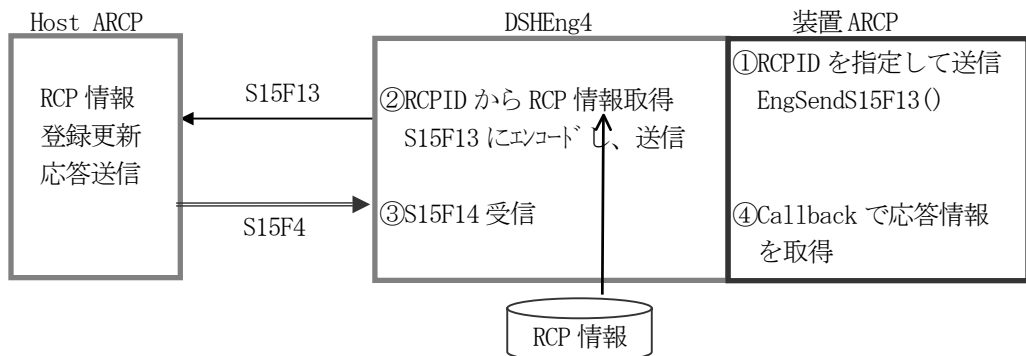 Host ARCP
DSHEng4
装置 ARCP
RCP 情報
登録更新
応答送信
S15F13
S15F4
②RCPID から RCP 情報取得
S15F13 にエンコードし、送信
③S15F14 受信
①RCPID を指定して送信
EngSendS15F13()
④Callback で応答情報
を取得
RCP 情報